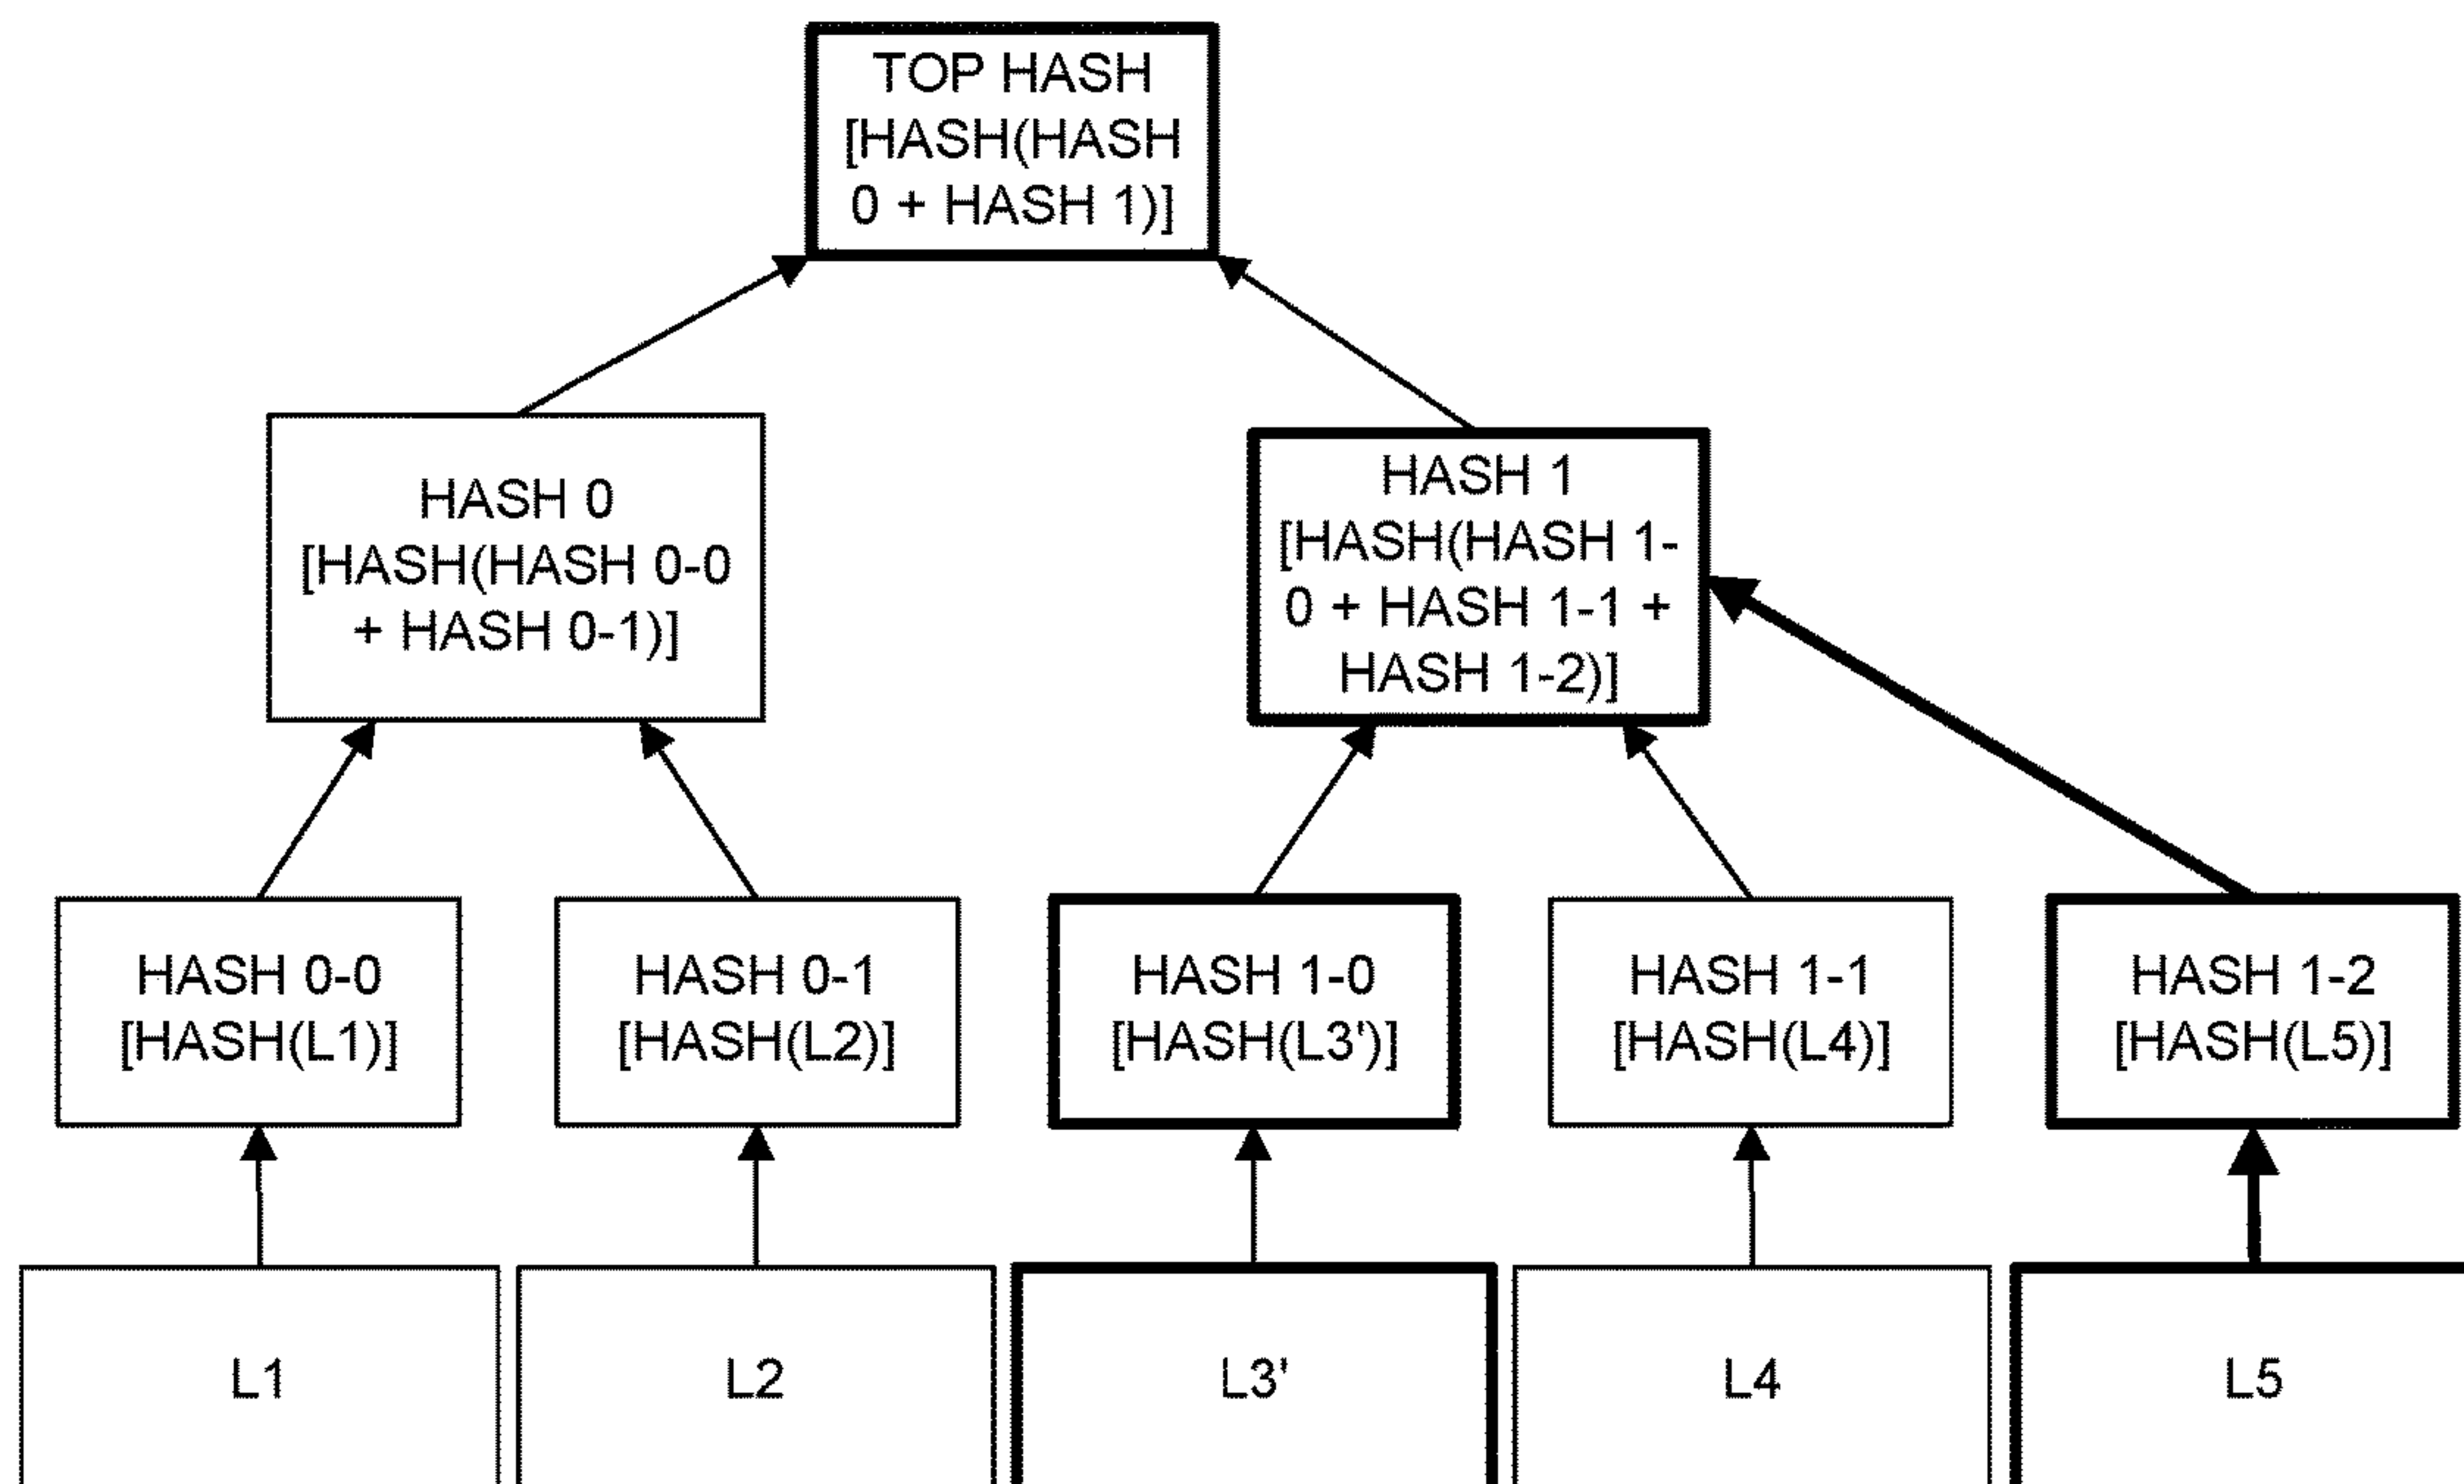 TOP HASH
[HASH(HASH
0 + HASH 1)]
HASH 0
[HASH(HASH 0-0
+ HASH 0-1)]
HASH 1
[HASH(HASH 1-
0 + HASH 1-1 +
HASH 1-2)]
HASH 0-0
[HASH(L1)]
HASH 0-1
[HASH(L2)]
HASH 1-0
[HASH(L3')]
HASH 1-1
[HASH(L4)]
HASH 1-2
[HASH(L5)]
L1
L2
L3'
L4
L5